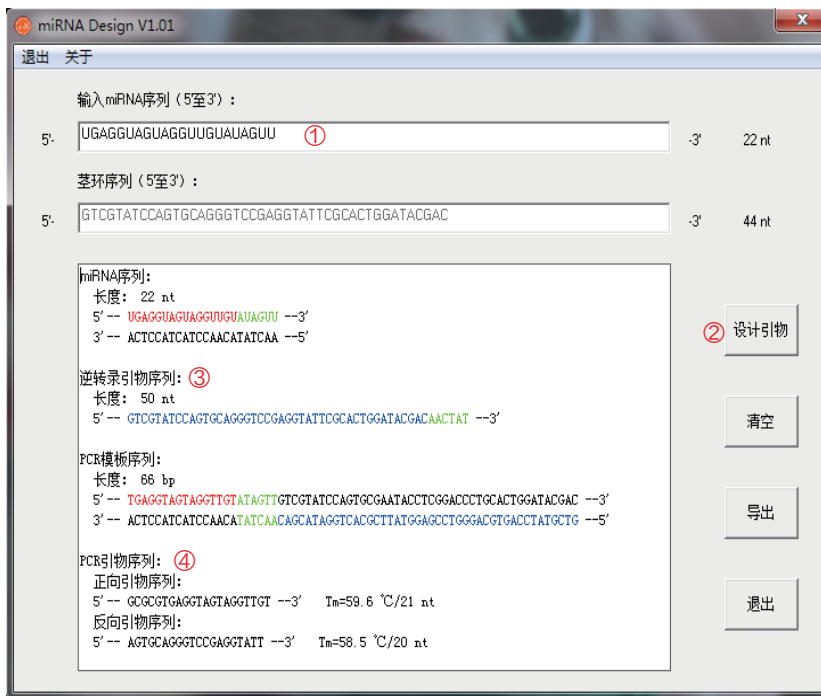 miRNA Design V1.01
退出 关于
输入miRNA序列（5'至3'）：
5'- UGAGGUAGUAGGUUGUAUAGUU ① -3' 22 nt
茎环序列（5'至3'）：
5'- GTCGTATCCAGTGCAGGGTCCGAGGTATTCGCACTGGATACGAC -3' 44 nt
miRNA序列:
长度: 22 nt
5'-- UGAGGUAGUAGGUUGUAUAGUU --3'
3'-- ACTCCATCATCCAACATATCAA --5'
② 设计引物
逆转录引物序列: ③
长度: 50 nt
5'-- GTCGTATCCAGTGCAGGGTCCGAGGTATTCGCACTGGATACGACAACTAT --3'
清空
PCR模板序列:
长度: 66 bp
5'-- TGAGGTAGTAGGTTGTATAGTTGTCGTATCCAGTGCGAATACCTCGGACCCTGCACTGGATACGAC --3'
3'-- ACTCCATCATCCAACATATCAACAGCATAGGTCACGCTTATGGAGCCTGGGACGTGACCTATGCTG --5'
导出
PCR引物序列: ④
正向引物序列:
5'-- GCGCGTGAGGTAGTAGGTTGT --3' Tm=59.6 ℃/21 nt
反向引物序列:
5'-- AGTGCAGGGTCCGAGGTATT --3' Tm=58.5 ℃/20 nt
退出